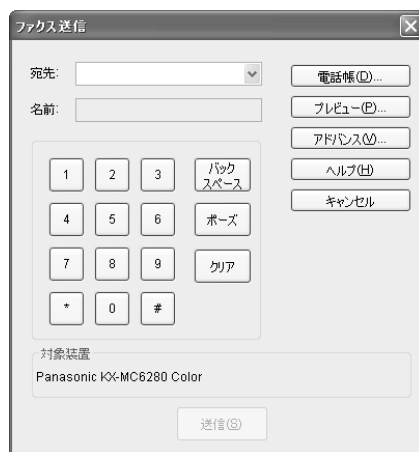 ファクス送信
宛先:
電話帳(D)...
名前:
プレビュー(P)...
アドバンス(V)...
ヘルプ(H)
キャンセル
1 2 3 バックスペース
4 5 6 ポーズ
7 8 9 クリア
* 0 #
対象装置
Panasonic KX-MC6280 Color
送信(S)